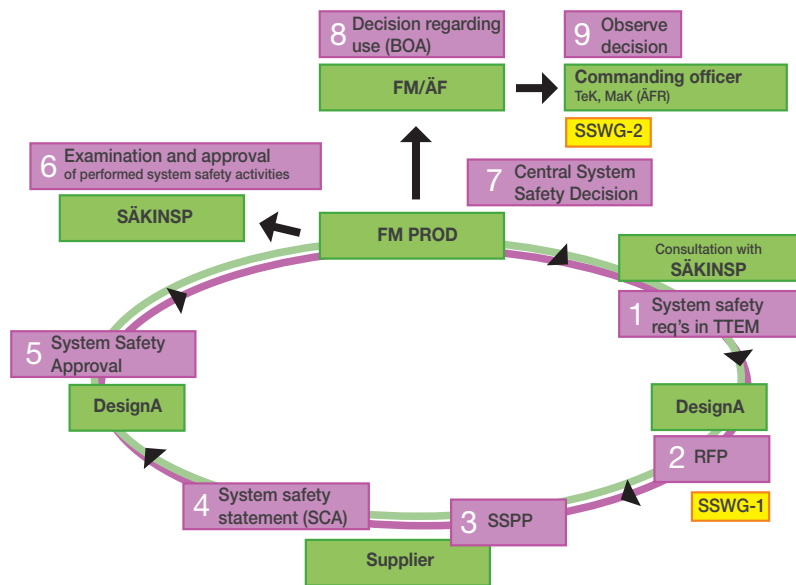 8 Decision regarding
use (BOA)
FM/ÄF
9 Observe
decision
Commanding officer
TeK, MaK (ÄFR)
SSWG-2
6 Examination and approval
of performed system safety activities
SÄKINSP
7 Central System
Safety Decision
FM PROD
Consultation with
SÄKINSP
1 System safety
req's in TTEM
5 System Safety
Approval
DesignA
DesignA
2 RFP
SSWG-1
4 System safety
statement (SCA)
3 SSPP
Supplier